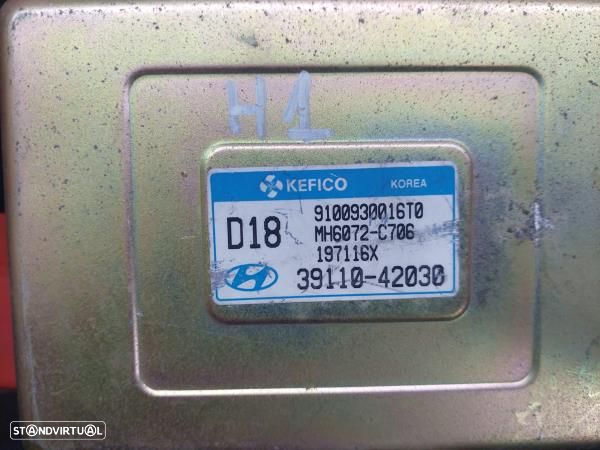 H1
KEFICO KOREA
D18
9100930016T0
MH6072-C706
197116X
39110-42030
STANDVIRTUAL